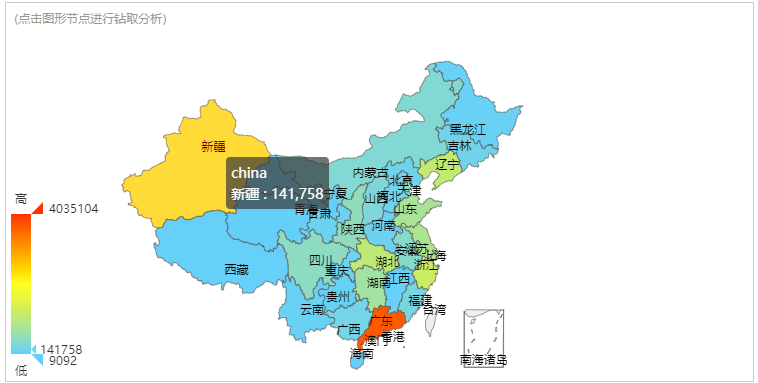 (点击图形节点进行钻取分析)
黑龙江
吉林
新疆
辽宁
china
新疆 : 141,758
内蒙古
北京
天津
宁夏
山西
河北
高
4035104
青海
甘肃
山东
陕西
河南
江苏
安徽
上海
四川
湖北
浙江
西藏
重庆
湖南
江西
贵州
福建
云南
台湾
广东
广西
香港
澳门
141758
海南
9092
南海诸岛
低